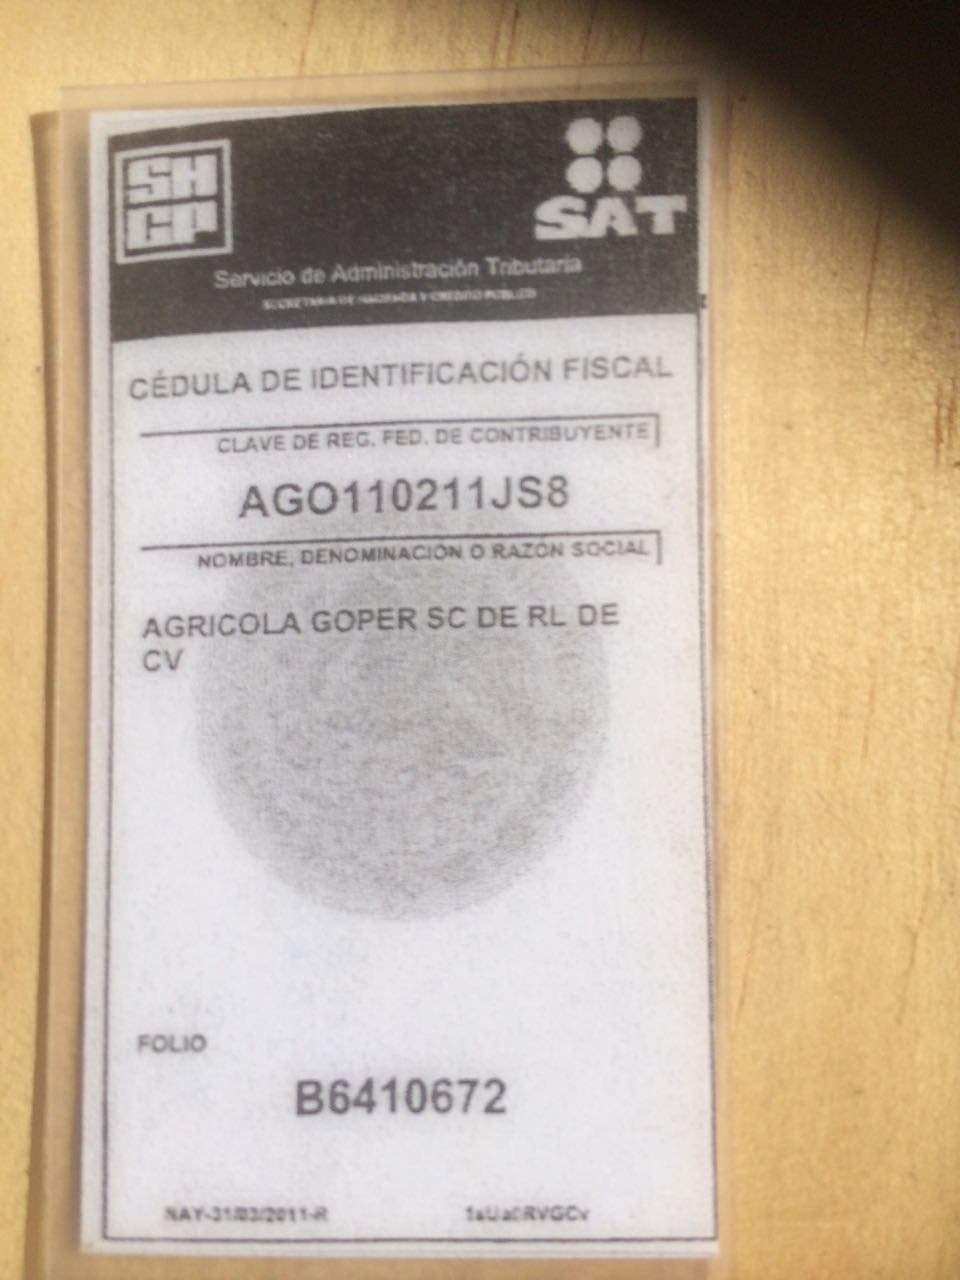 SH
CP
SAT
Servicio de Administración Tributaria
SECRETARIA DE HACIENDA Y CREDITO PUBLICO
CÉDULA DE IDENTIFICACIÓN FISCAL
CLAVE DE REG. FED. DE CONTRIBUYENTE
AGO110211JS8
NOMBRE, DENOMINACIÓN O RAZÓN SOCIAL
AGRICOLA GOPER SC DE RL DE
CV
FOLIO
B6410672
NAY-31/03/2011-R